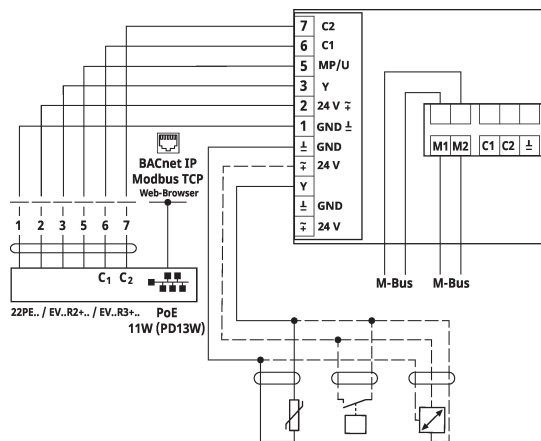 7 C2
6 C1
5 MP/U
3 Y
2 24 V ≂+
1 GND ⏊
⏊ GND
≂+ 24 V
Y
⏊ GND
≂+ 24 V
BACnet IP
Modbus TCP
Web-Browser
M1 M2 C1 C2 ⏊
1 2 3 5 6 7
M-Bus M-Bus
C1 C2
22PE.. / EV..R2+.. / EV..R3+..
PoE
11W (PD13W)